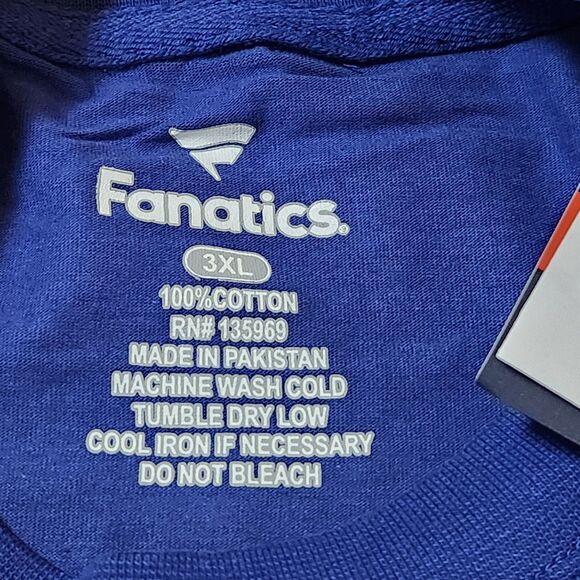 Fanatics.
3XL
100%COTTON
RN# 135969
MADE IN PAKISTAN
MACHINE WASH COLD
TUMBLE DRY LOW
COOL IRON IF NECESSARY
DO NOT BLEACH